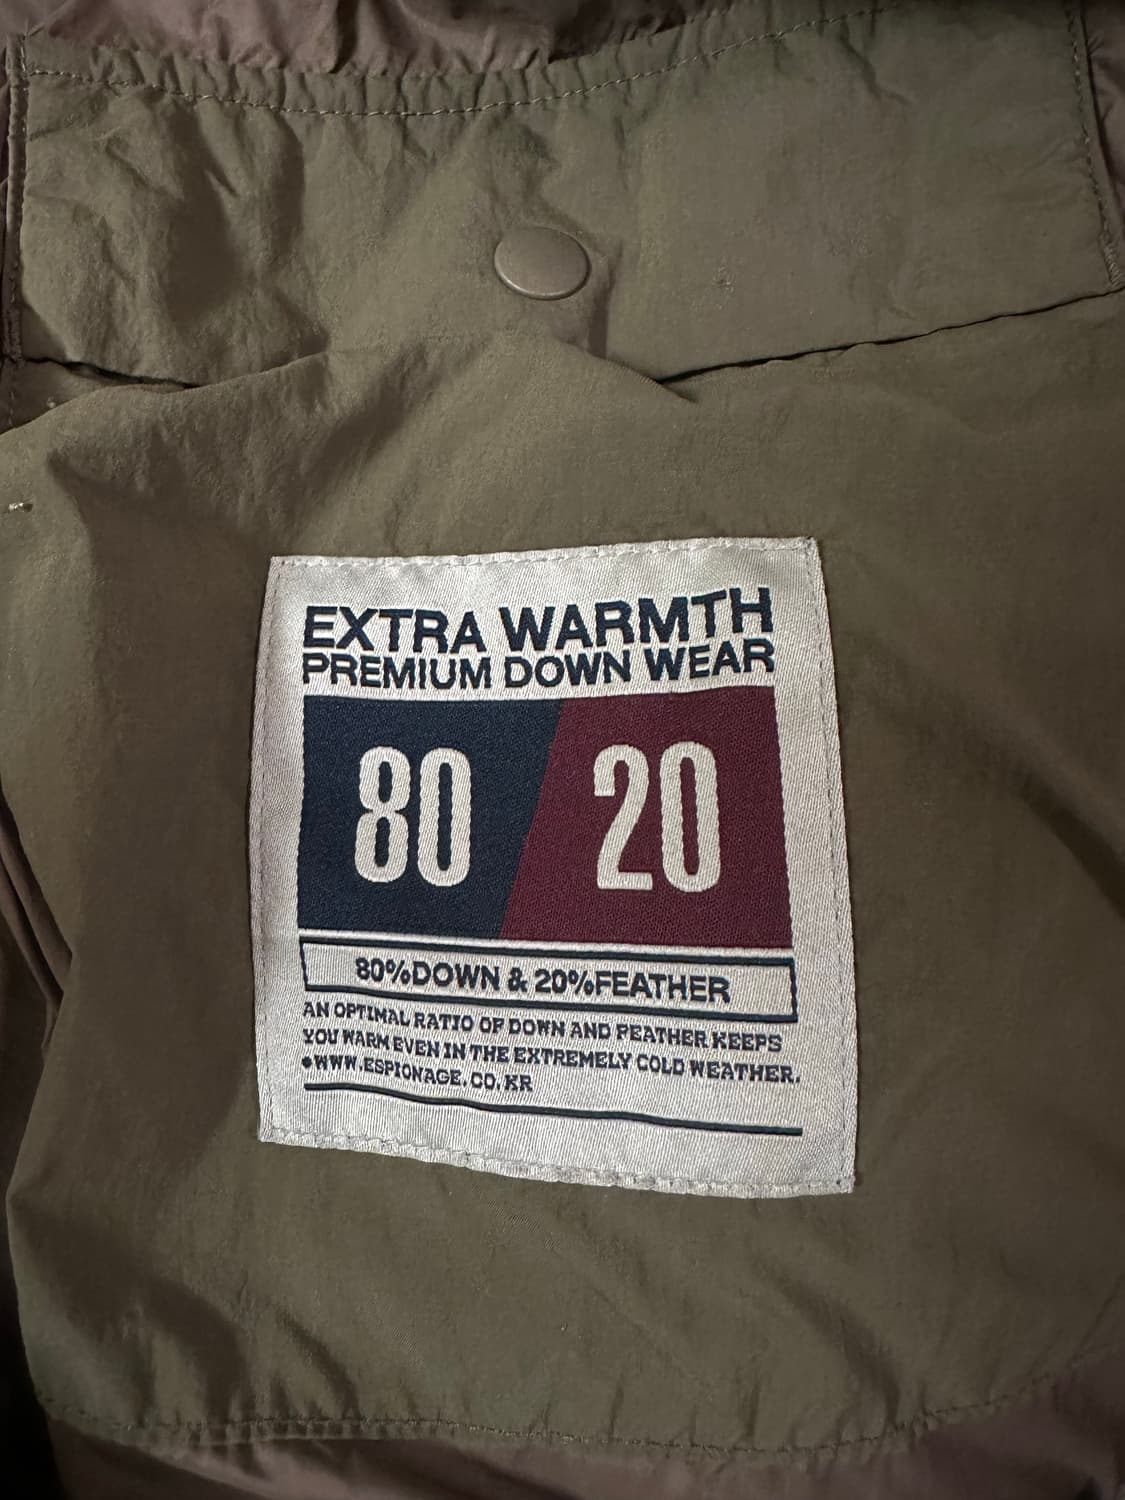 EXTRA WARMTH
PREMIUM DOWN WEAR
80 20
80%DOWN & 20%FEATHER
AN OPTIMAL RATIO OF DOWN AND FEATHER KEEPS
YOU WARM EVEN IN THE EXTREMELY COLD WEATHER.
●WWW.ESPIONAGE.CO.KR